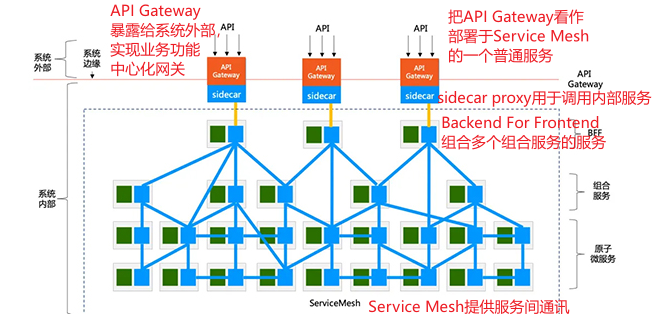 API Gateway
暴露给系统外部，
实现业务功能
中心化网关
API
API
API
把API Gateway看作
部署于Service Mesh
的一个普通服务
系统
外部
系统
边缘
API
Gateway
API
Gateway
API
Gateway
API
Gateway
sidecar
sidecar
sidecar
sidecar proxy用于调用内部服务
Backend For Frontend
BFF
组合多个组合服务的服务
系统
内部
组合
服务
原子
微服务
ServiceMesh
Service Mesh提供服务间通讯